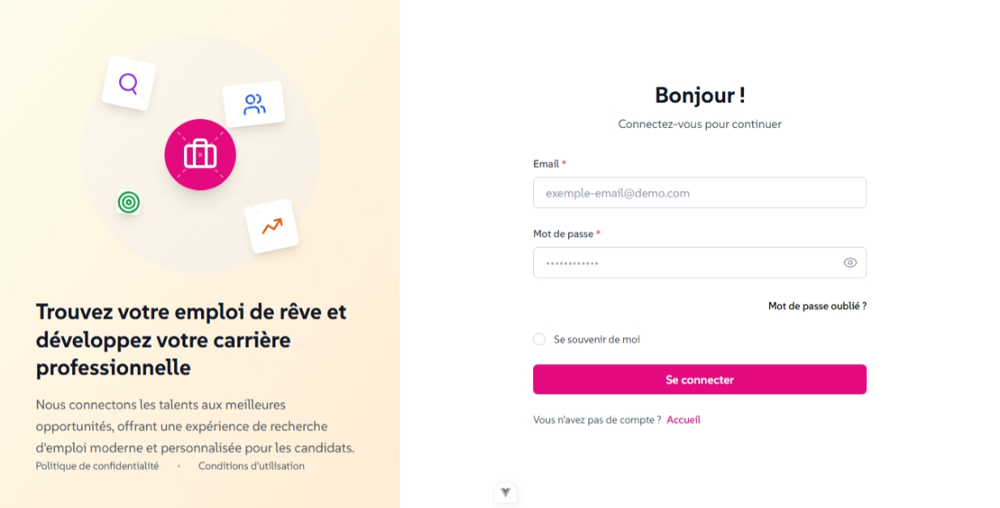 Trouvez votre emploi de rêve et
développez votre carrière
professionnelle
Nous connectons les talents aux meilleures
opportunités, offrant une expérience de recherche
d'emploi moderne et personnalisée pour les candidats.
Politique de confidentialité • Conditions d'utilisation
Bonjour !
Connectez-vous pour continuer
Email *
exemple-email@demo.com
Mot de passe *
••••••••••••
Mot de passe oublié ?
Se souvenir de moi
Se connecter
Vous n'avez pas de compte ? Accueil